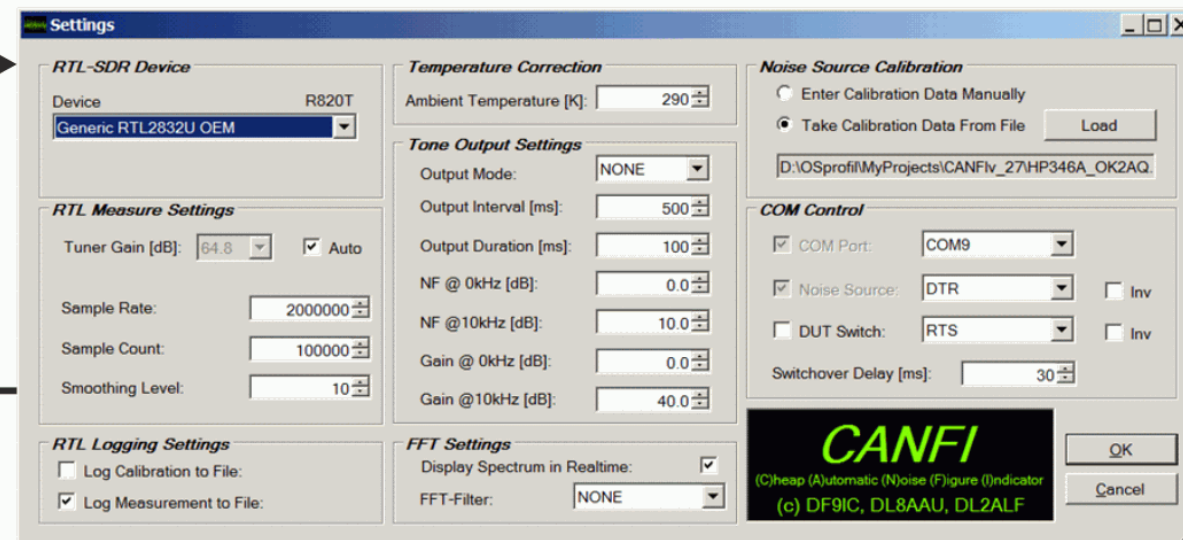 Settings
RTL-SDR Device
Device R820T
Generic RTL2832U OEM
RTL Measure Settings
Tuner Gain [dB]: 64.8 Auto
Sample Rate: 2000000
Sample Count: 100000
Smoothing Level: 10
RTL Logging Settings
Log Calibration to File:
Log Measurement to File:
Temperature Correction
Ambient Temperature [K]: 290
Tone Output Settings
Output Mode: NONE
Output Interval [ms]: 500
Output Duration [ms]: 100
NF @ 0kHz [dB]: 0.0
NF @10kHz [dB]: 10.0
Gain @ 0kHz [dB]: 0.0
Gain @10kHz [dB]: 40.0
FFT Settings
Display Spectrum in Realtime:
FFT-Filter: NONE
Noise Source Calibration
Enter Calibration Data Manually
Take Calibration Data From File Load
D:\OSprofil\MyProjects\CANFIv_27\HP346A_OK2AQ.
COM Control
COM Port: COM9
Noise Source: DTR Inv
DUT Switch: RTS Inv
Switchover Delay [ms]: 30
CANFI
(C)heap (A)utomatic (N)oise (F)igure (I)ndicator
(c) DF9IC, DL8AAU, DL2ALF
OK
Cancel